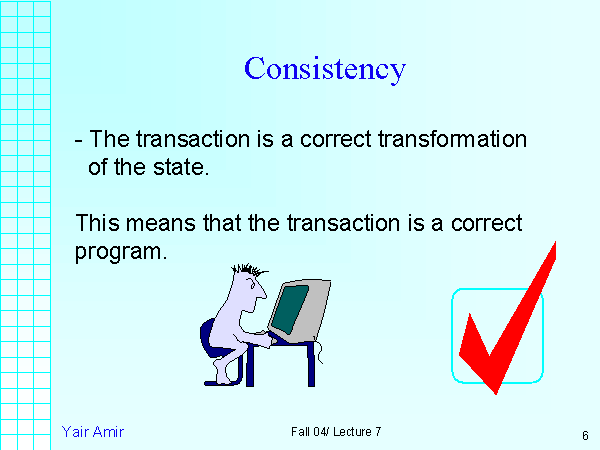 Consistency
- The transaction is a correct transformation
of the state.
This means that the transaction is a correct
program.
Yair Amir
Fall 04/ Lecture 7
6